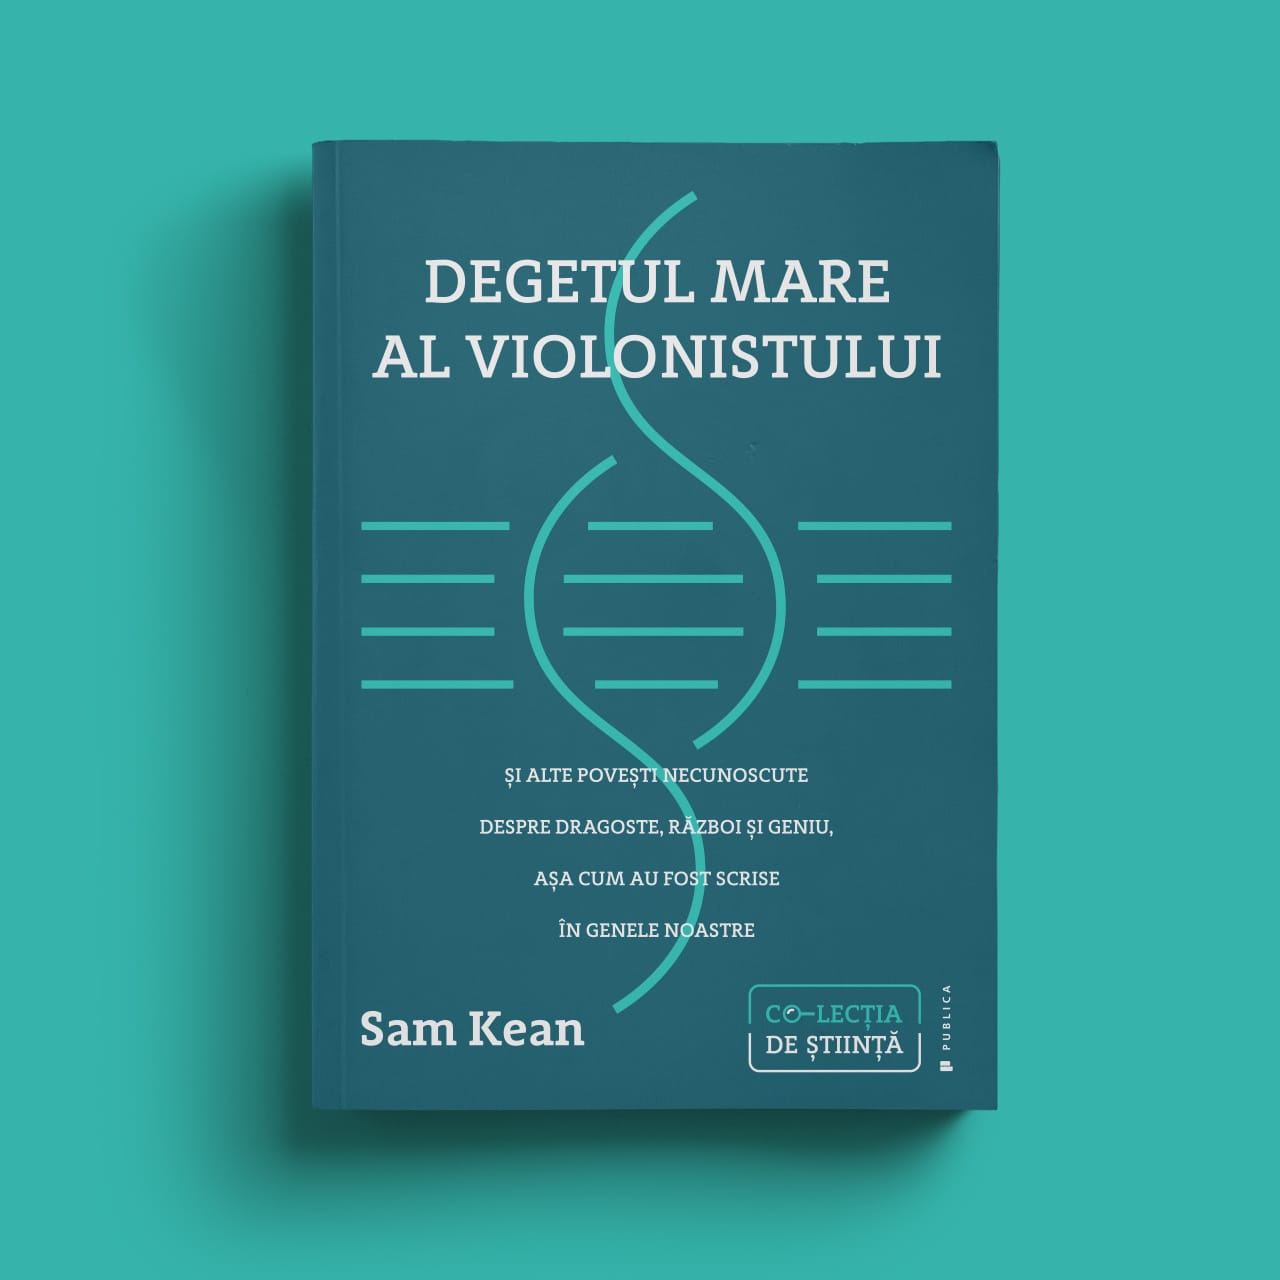 DEGETUL MARE
AL VIOLONISTULUI
ȘI ALTE POVEȘTI NECUNOSCUTE
DESPRE DRAGOSTE, RĂZBOI ȘI GENIU,
AȘA CUM AU FOST SCRISE
ÎN GENELE NOASTRE
Sam Kean
CO-LECȚIA
DE ȘTIINȚĂ
PUBLICA